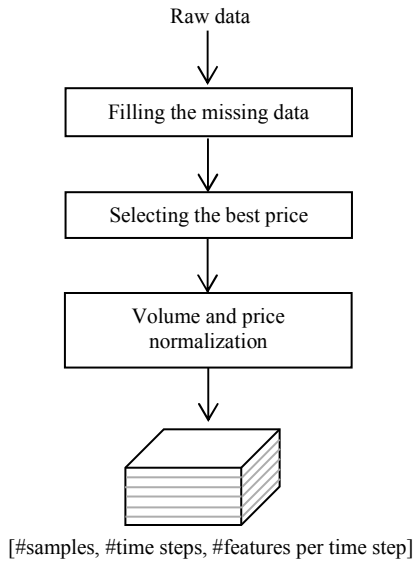 Raw data
Filling the missing data
Selecting the best price
Volume and price
normalization
[#samples, #time steps, #features per time step]